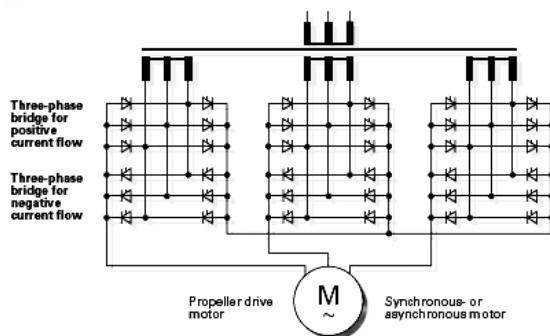 Three-phase
bridge for
positive
current flow
Three-phase
bridge for
negative
current flow
Propeller drive
motor
M
~
Synchronous- or
asynchronous motor